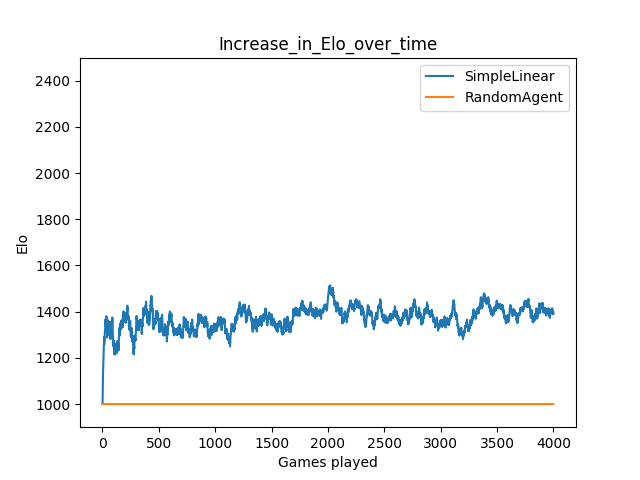 Increase_in_Elo_over_time
SimpleLinear
RandomAgent
2400
2200
2000
1800
1600
1400
1200
1000
Elo
0 500 1000 1500 2000 2500 3000 3500 4000
Games played